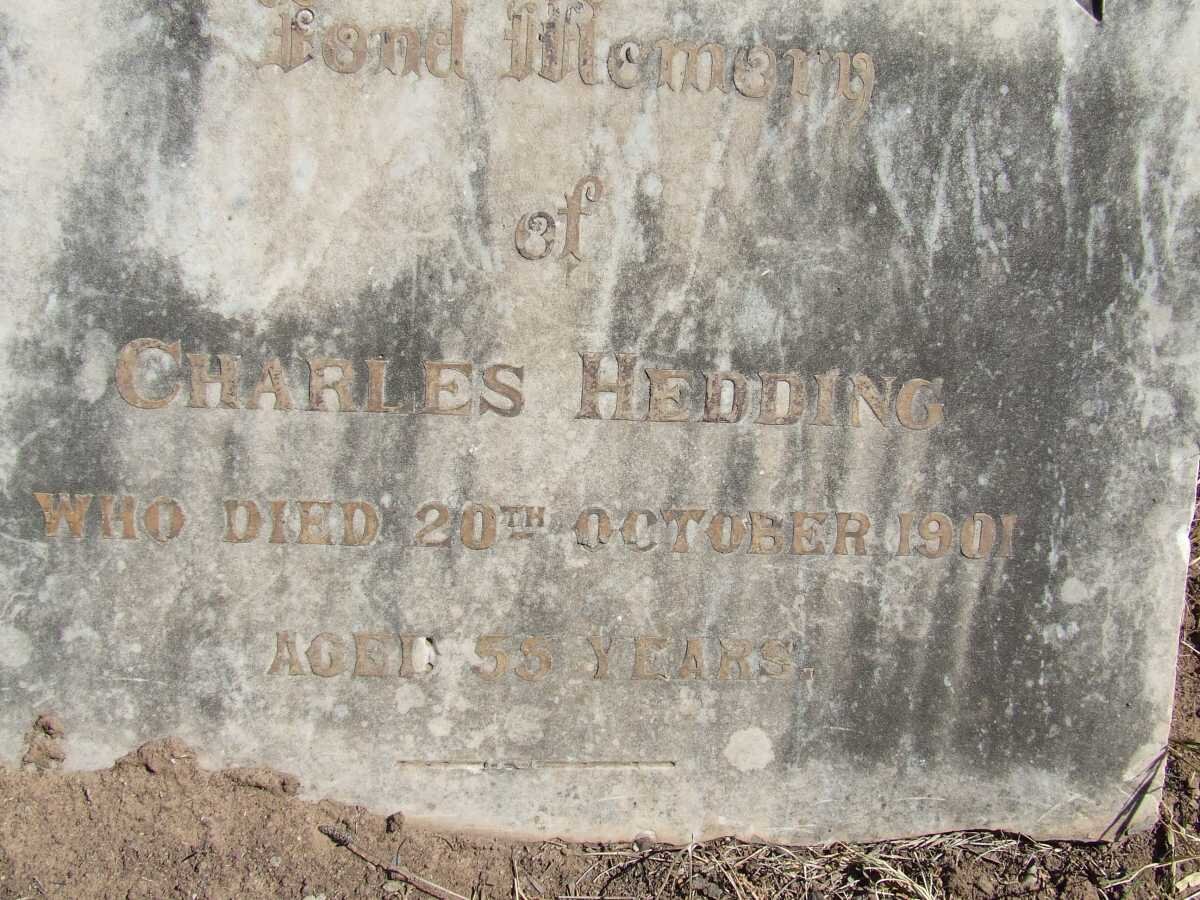 Fond Memory
of
CHARLES HEDDING
WHO DIED 20TH OCTOBER 1901
AGED 55 YEARS.